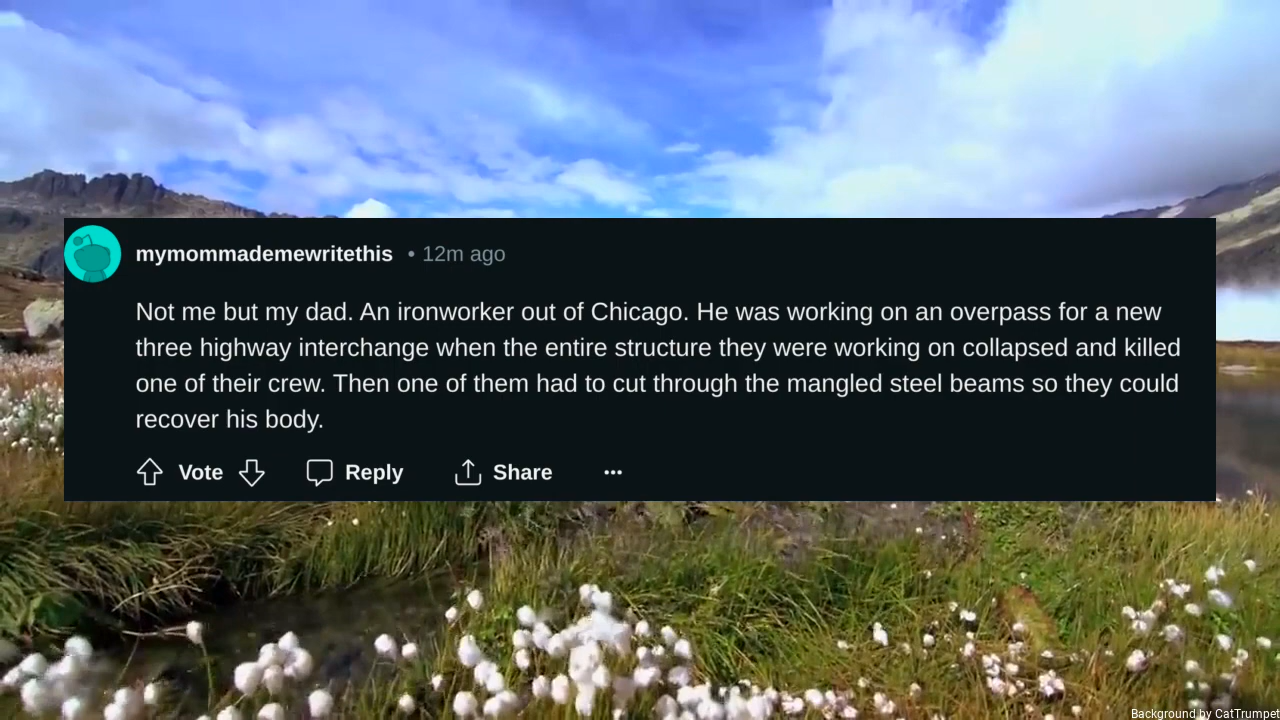 mymommademewritethis • 12m ago
Not me but my dad. An ironworker out of Chicago. He was working on an overpass for a new
three highway interchange when the entire structure they were working on collapsed and killed
one of their crew. Then one of them had to cut through the mangled steel beams so they could
recover his body.
Vote Reply Share ...
Background by CatTrumpet